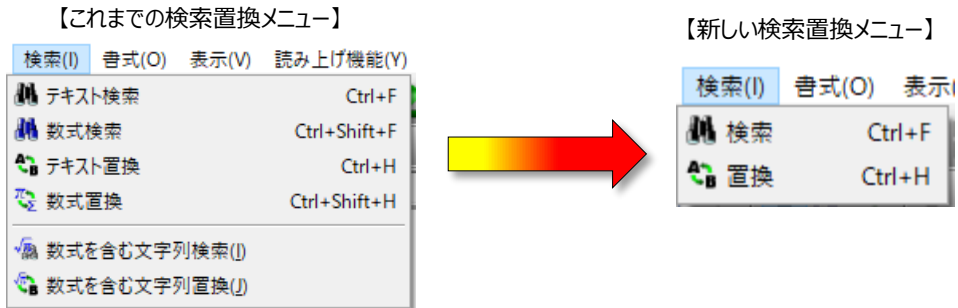 【これまでの検索置換メニュー】
検索(I) 書式(O) 表示(V) 読み上げ機能(Y)
テキスト検索 Ctrl+F
数式検索 Ctrl+Shift+F
テキスト置換 Ctrl+H
数式置換 Ctrl+Shift+H
数式を含む文字列検索(I)
数式を含む文字列置換(J)
【新しい検索置換メニュー】
検索(I) 書式(O) 表示(
検索 Ctrl+F
置換 Ctrl+H